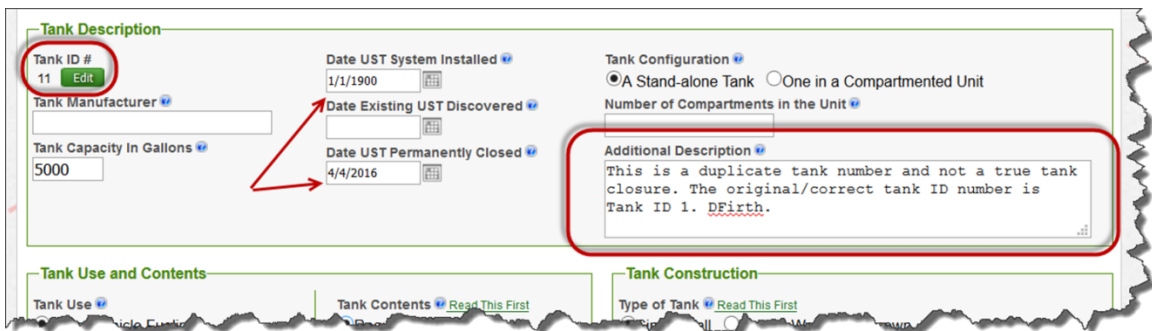 Tank Description
Tank ID #
11 Edit
Tank Manufacturer
Tank Capacity In Gallons
5000
Date UST System Installed
1/1/1900
Date Existing UST Discovered
Date UST Permanently Closed
4/4/2016
Tank Configuration
A Stand-alone Tank One in a Compartmented Unit
Number of Compartments in the Unit
Additional Description
This is a duplicate tank number and not a true tank
closure. The original/correct tank ID number is
Tank ID 1. DFirth.
Tank Use and Contents
Tank Use
Tank Contents Read This First
Tank Construction
Type of Tank Read This First